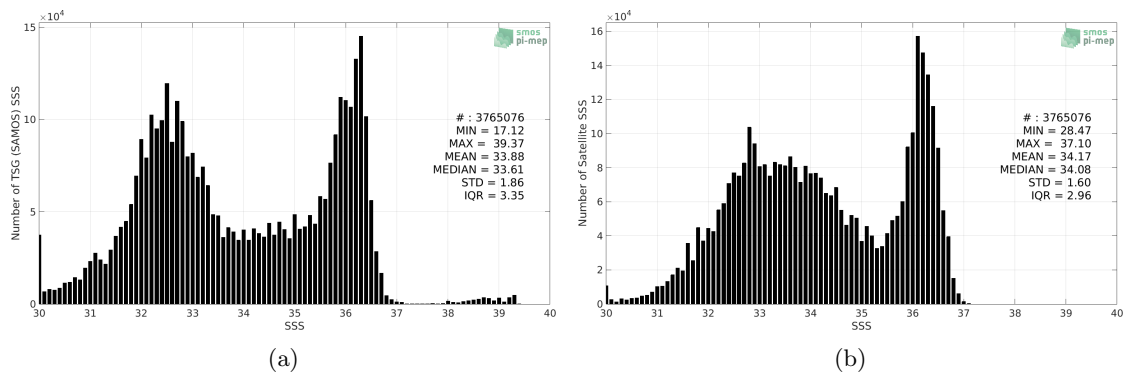 ×10⁴
15
10
5
0
Number of TSG (SAMOS) SSS
smos
pi-mep
# : 3765076
MIN = 17.12
MAX = 39.37
MEAN = 33.88
MEDIAN = 33.61
STD = 1.86
IQR = 3.35
30 31 32 33 34 35 36 37 38 39 40
SSS
(a)
×10⁴
16
14
12
10
8
6
4
2
0
Number of Satellite SSS
smos
pi-mep
# : 3765076
MIN = 28.47
MAX = 37.10
MEAN = 34.17
MEDIAN = 34.08
STD = 1.60
IQR = 2.96
30 31 32 33 34 35 36 37 38 39 40
SSS
(b)